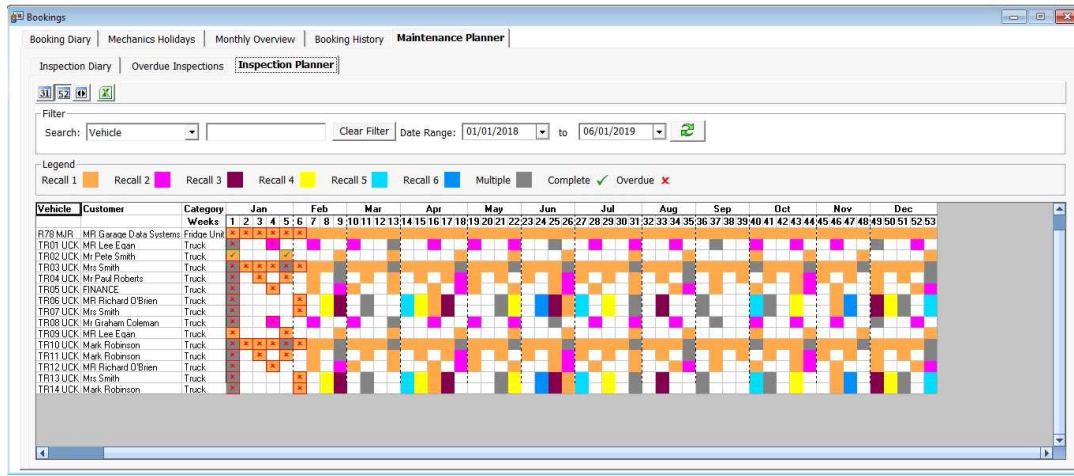 Bookings
Booking Diary Mechanics Holidays Monthly Overview Booking History Maintenance Planner
Inspection Diary Overdue Inspections Inspection Planner
31 52
Filter
Search: Vehicle Clear Filter Date Range: 01/01/2018 to 06/01/2019
Legend
Recall 1 Recall 2 Recall 3 Recall 4 Recall 5 Recall 6 Multiple Complete Overdue
Vehicle Customer Category Jan Feb Mar Apr May Jun Jul Aug Sep Oct Nov Dec
Weeks 1 2 3 4 5 6 7 8 9 10 11 12 13 14 15 16 17 18 19 20 21 22 23 24 25 26 27 28 29 30 31 32 33 34 35 36 37 38 39 40 41 42 43 44 45 46 47 48 49 50 51 52 53
R78 MJR MR Garage Data Systems Fridge Unit
TR01 UCK MR Lee Egan Truck
TR02 UCK Mr Pete Smith Truck
TR03 UCK Mrs Smith Truck
TR04 UCK Mr Paul Roberts Truck
TR05 UCK FINANCE Truck
TR06 UCK MR Richard O'Brien Truck
TR07 UCK Mrs Smith Truck
TR08 UCK Mr Graham Coleman Truck
TR09 UCK MR Lee Egan Truck
TR10 UCK Mark Robinson Truck
TR11 UCK Mark Robinson Truck
TR12 UCK MR Richard O'Brien Truck
TR13 UCK Mrs Smith Truck
TR14 UCK Mark Robinson Truck